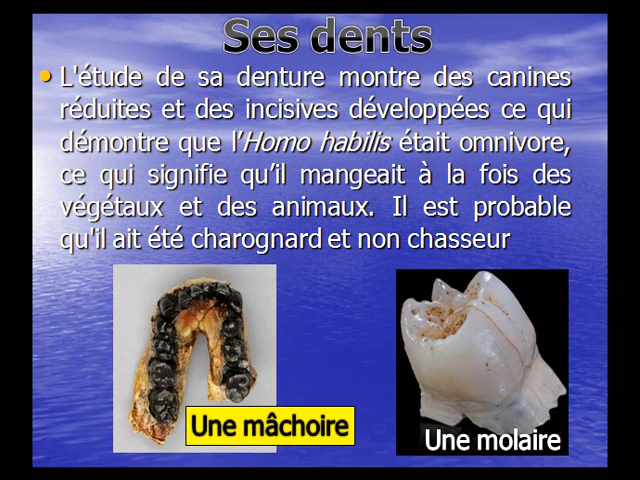 Ses dents
• L'étude de sa denture montre des canines
réduites et des incisives développées ce qui
démontre que l’Homo habilis était omnivore,
ce qui signifie qu’il mangeait à la fois des
végétaux et des animaux. Il est probable
qu'il ait été charognard et non chasseur
Une mâchoire
Une molaire